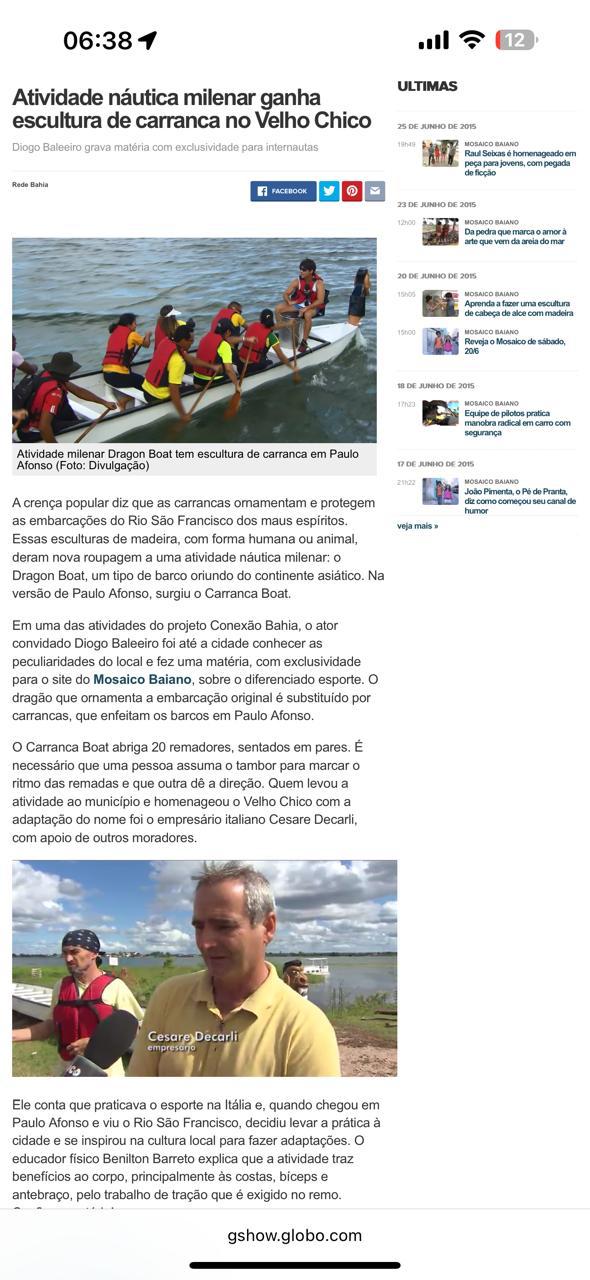 06:38
12
Atividade náutica milenar ganha
escultura de carranca no Velho Chico
Diogo Baleeiro grava matéria com exclusividade para internautas
Rede Bahia
FACEBOOK
Atividade milenar Dragon Boat tem escultura de carranca em Paulo
Afonso (Foto: Divulgação)
A crença popular diz que as carrancas ornamentam e protegem
as embarcações do Rio São Francisco dos maus espíritos.
Essas esculturas de madeira, com forma humana ou animal,
deram nova roupagem a uma atividade náutica milenar: o
Dragon Boat, um tipo de barco oriundo do continente asiático. Na
versão de Paulo Afonso, surgiu o Carranca Boat.
Em uma das atividades do projeto Conexão Bahia, o ator
convidado Diogo Baleeiro foi até a cidade conhecer as
peculiaridades do local e fez uma matéria, com exclusividade
para o site do Mosaico Baiano, sobre o diferenciado esporte. O
dragão que ornamenta a embarcação original é substituído por
carrancas, que enfeitam os barcos em Paulo Afonso.
O Carranca Boat abriga 20 remadores, sentados em pares. É
necessário que uma pessoa assuma o tambor para marcar o
ritmo das remadas e que outra dê a direção. Quem levou a
atividade ao município e homenageou o Velho Chico com a
adaptação do nome foi o empresário italiano Cesare Decarli,
com apoio de outros moradores.
Cesare Decarli
empresário
Ele conta que praticava o esporte na Itália e, quando chegou em
Paulo Afonso e viu o Rio São Francisco, decidiu levar a prática à
cidade e se inspirou na cultura local para fazer adaptações. O
educador físico Benilton Barreto explica que a atividade traz
benefícios ao corpo, principalmente às costas, bíceps e
antebraço, pelo trabalho de tração que é exigido no remo.
ULTIMAS
25 DE JUNHO DE 2015
19h49
MOSAICO BAIANO
Raul Seixas é homenageado em
peça para jovens, com pegada
de ficção
23 DE JUNHO DE 2015
12h00
MOSAICO BAIANO
Da pedra que marca o amor à
arte que vem da areia do mar
20 DE JUNHO DE 2015
15h05
MOSAICO BAIANO
Aprenda a fazer uma escultura
de cabeça de alce com madeira
15h00
MOSAICO BAIANO
Reveja o Mosaico de sábado,
20/6
18 DE JUNHO DE 2015
17h23
MOSAICO BAIANO
Equipe de pilotos pratica
manobra radical em carro com
segurança
17 DE JUNHO DE 2015
21h22
MOSAICO BAIANO
João Pimenta, o Pé de Pranta,
diz como começou seu canal de
humor
veja mais »
gshow.globo.com